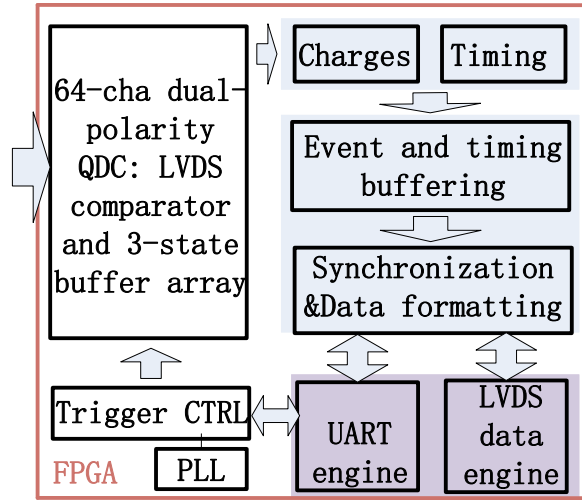 64-cha dual-
polarity
QDC: LVDS
comparator
and 3-state
buffer array
Charges
Timing
Event and timing
buffering
Synchronization
&Data formatting
Trigger CTRL
PLL
FPGA
UART
engine
LVDS
data
engine